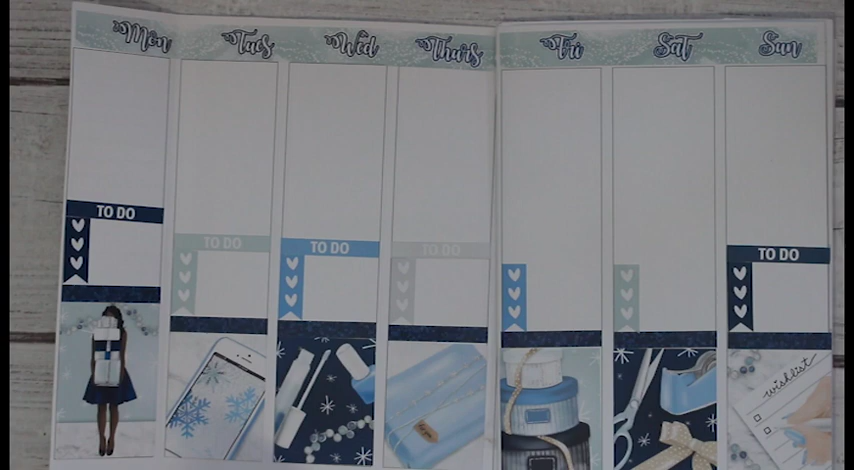 Mon Tues Wed Thurs Fri Sat Sun
TO DO
TO DO TO DO TO DO
TO DO
wishlist